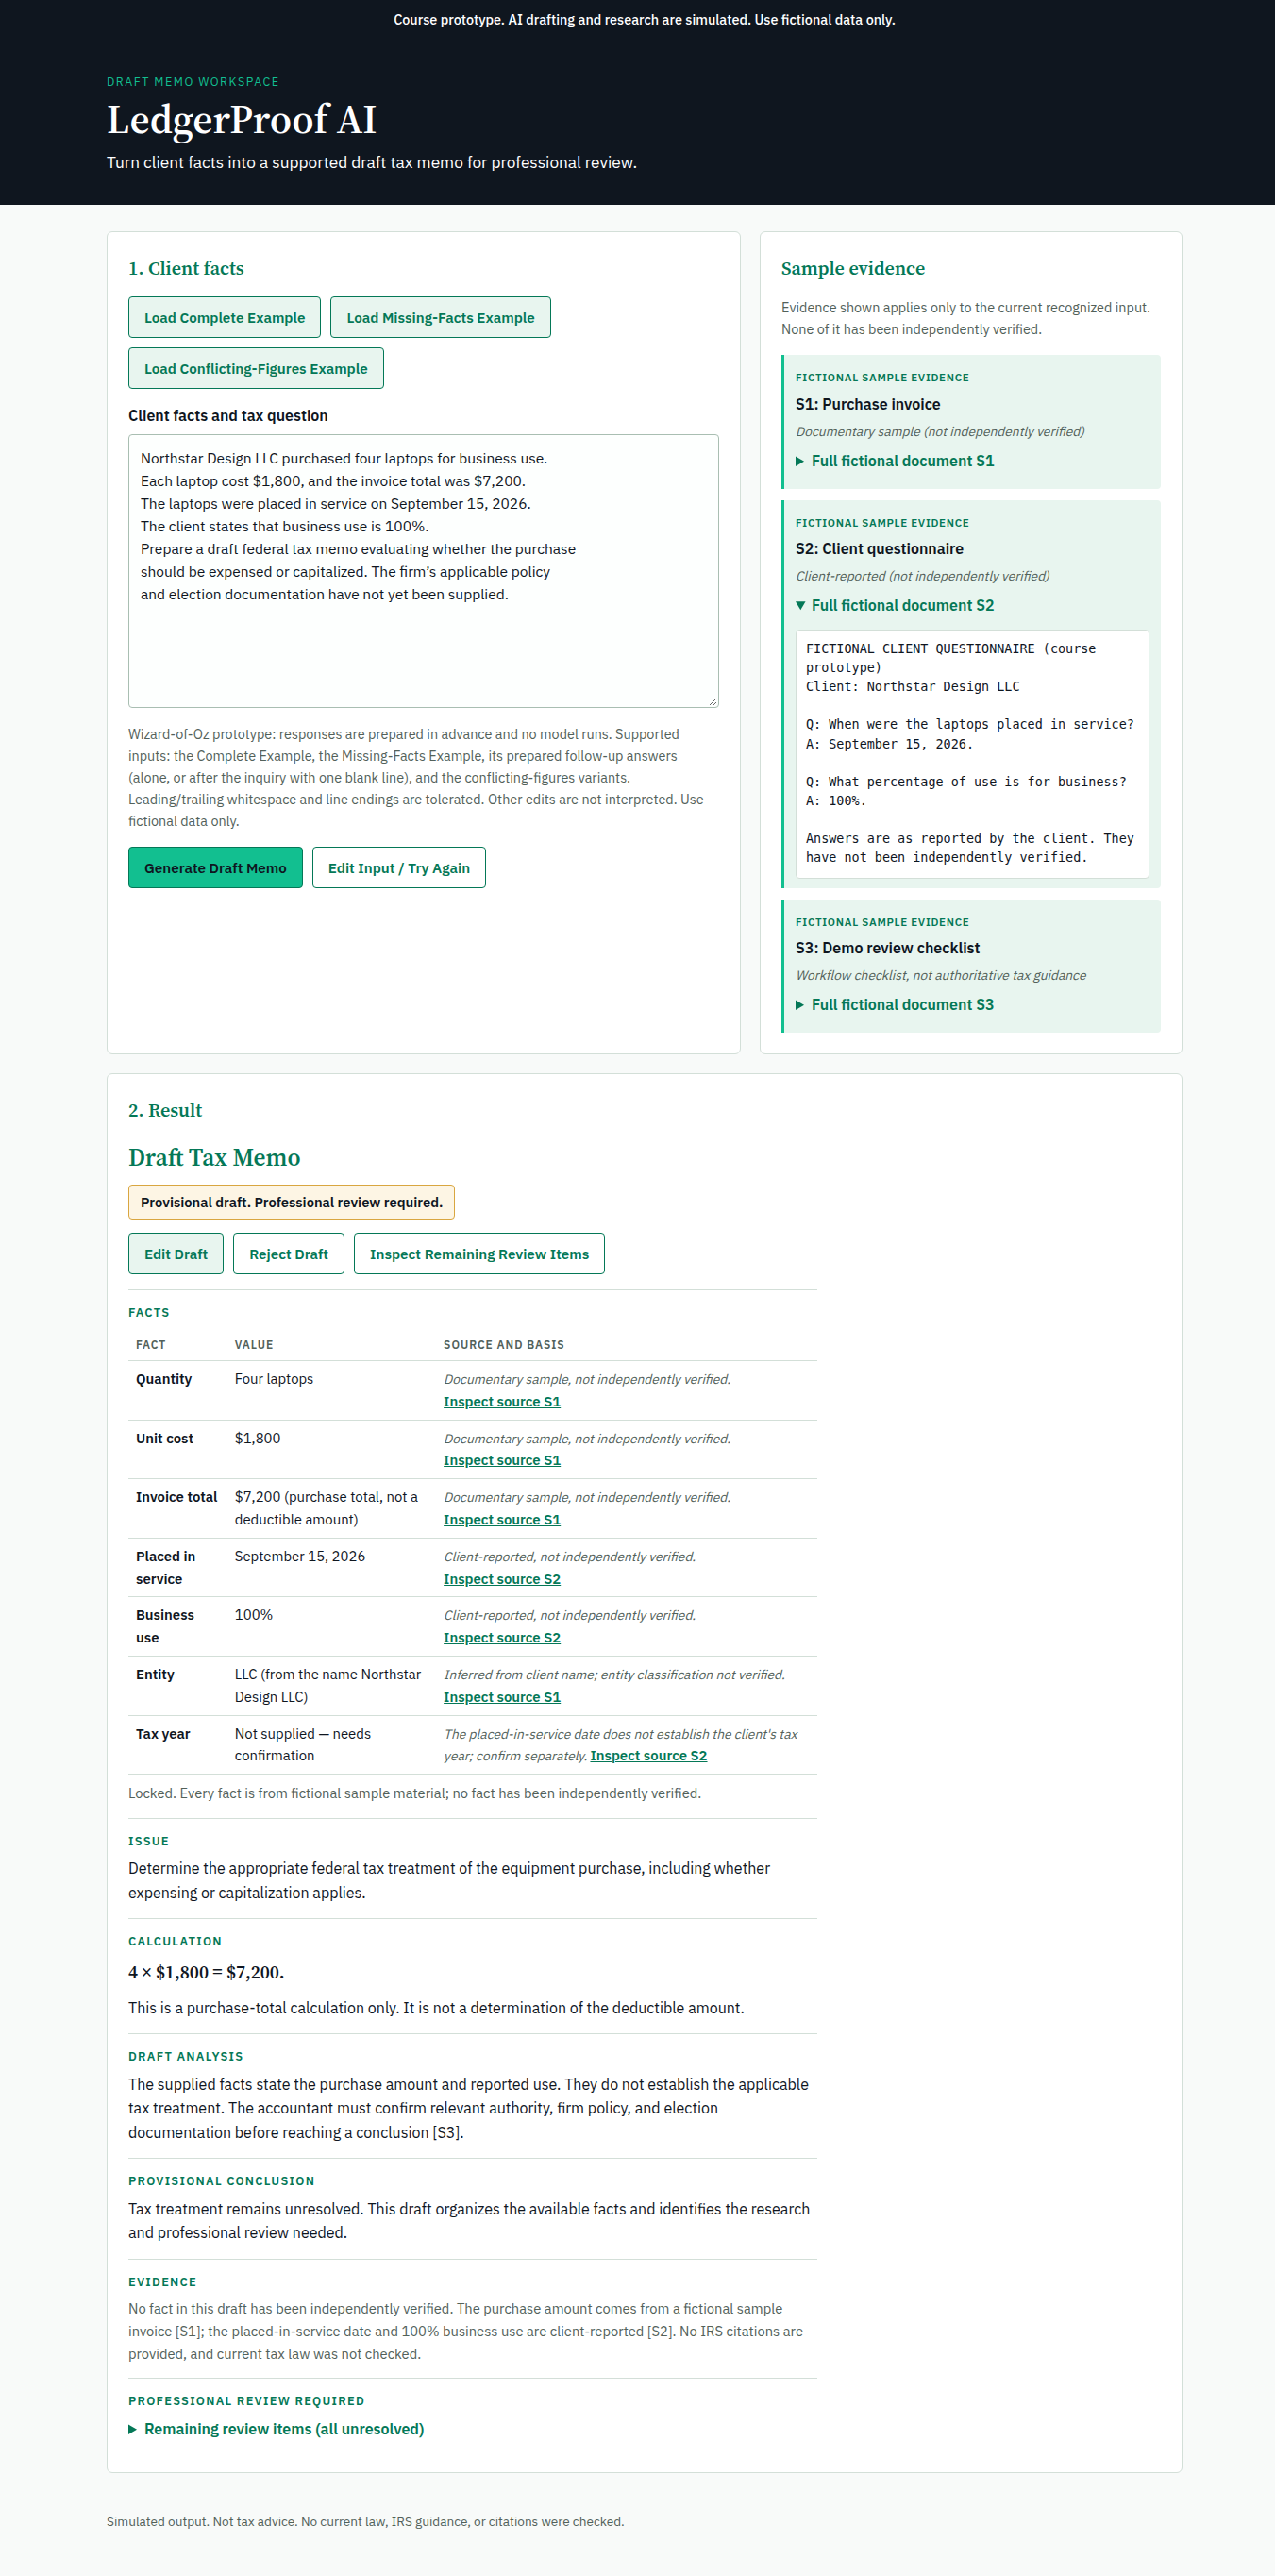 Course prototype. AI drafting and research are simulated. Use fictional data only.
DRAFT MEMO WORKSPACE
LedgerProof AI
Turn client facts into a supported draft tax memo for professional review.
1. Client facts
Load Complete Example
Load Missing-Facts Example
Load Conflicting-Figures Example
Client facts and tax question
Northstar Design LLC purchased four laptops for business use.
Each laptop cost $1,800, and the invoice total was $7,200.
The laptops were placed in service on September 15, 2026.
The client states that business use is 100%.
Prepare a draft federal tax memo evaluating whether the purchase
should be expensed or capitalized. The firm’s applicable policy
and election documentation have not yet been supplied.
Wizard-of-Oz prototype: responses are prepared in advance and no model runs. Supported
inputs: the Complete Example, the Missing-Facts Example, its prepared follow-up answers
(alone, or after the inquiry with one blank line), and the conflicting-figures variants.
Leading/trailing whitespace and line endings are tolerated. Other edits are not interpreted. Use
fictional data only.
Generate Draft Memo
Edit Input / Try Again
Sample evidence
Evidence shown applies only to the current recognized input.
None of it has been independently verified.
FICTIONAL SAMPLE EVIDENCE
S1: Purchase invoice
Documentary sample (not independently verified)
Full fictional document S1
FICTIONAL SAMPLE EVIDENCE
S2: Client questionnaire
Client-reported (not independently verified)
Full fictional document S2
FICTIONAL CLIENT QUESTIONNAIRE (course
prototype)
Client: Northstar Design LLC
Q: When were the laptops placed in service?
A: September 15, 2026.
Q: What percentage of use is for business?
A: 100%.
Answers are as reported by the client. They
have not been independently verified.
FICTIONAL SAMPLE EVIDENCE
S3: Demo review checklist
Workflow checklist, not authoritative tax guidance
Full fictional document S3
2. Result
Draft Tax Memo
Provisional draft. Professional review required.
Edit Draft
Reject Draft
Inspect Remaining Review Items
FACTS
FACT VALUE SOURCE AND BASIS
Quantity Four laptops Documentary sample, not independently verified.
Inspect source S1
Unit cost $1,800 Documentary sample, not independently verified.
Inspect source S1
Invoice total $7,200 (purchase total, not a Documentary sample, not independently verified.
deductible amount) Inspect source S1
Placed in September 15, 2026 Client-reported, not independently verified.
service Inspect source S2
Business 100% Client-reported, not independently verified.
use Inspect source S2
Entity LLC (from the name Northstar Inferred from client name; entity classification not verified.
Design LLC) Inspect source S1
Tax year Not supplied — needs The placed-in-service date does not establish the client's tax
confirmation year; confirm separately. Inspect source S2
Locked. Every fact is from fictional sample material; no fact has been independently verified.
ISSUE
Determine the appropriate federal tax treatment of the equipment purchase, including whether
expensing or capitalization applies.
CALCULATION
4 × $1,800 = $7,200.
This is a purchase-total calculation only. It is not a determination of the deductible amount.
DRAFT ANALYSIS
The supplied facts state the purchase amount and reported use. They do not establish the applicable
tax treatment. The accountant must confirm relevant authority, firm policy, and election
documentation before reaching a conclusion [S3].
PROVISIONAL CONCLUSION
Tax treatment remains unresolved. This draft organizes the available facts and identifies the research
and professional review needed.
EVIDENCE
No fact in this draft has been independently verified. The purchase amount comes from a fictional sample
invoice [S1]; the placed-in-service date and 100% business use are client-reported [S2]. No IRS citations are
provided, and current tax law was not checked.
PROFESSIONAL REVIEW REQUIRED
Remaining review items (all unresolved)
Simulated output. Not tax advice. No current law, IRS guidance, or citations were checked.